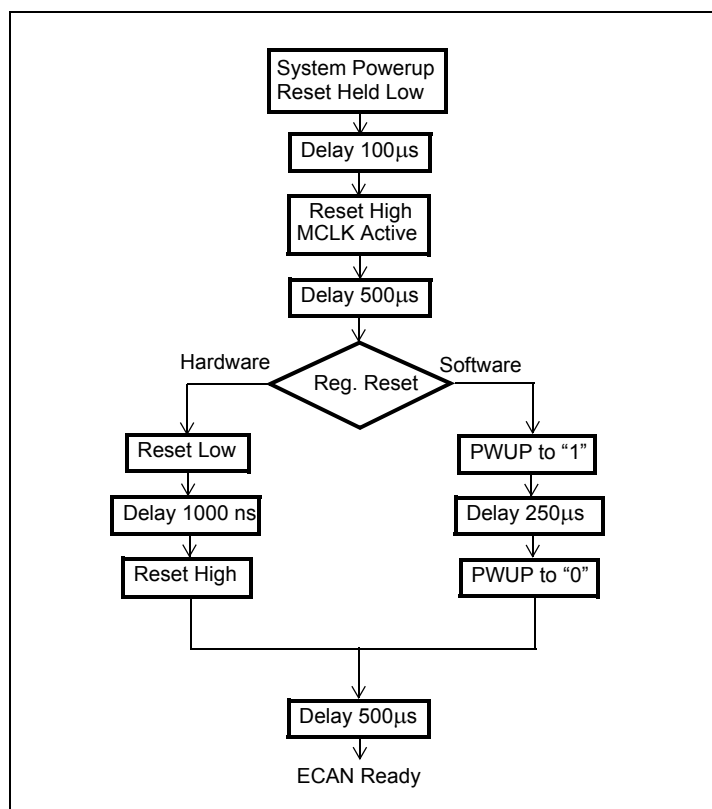 System Powerup
Reset Held Low
Delay 100μs
Reset High
MCLK Active
Delay 500μs
Hardware
Software
Reg. Reset
Reset Low
PWUP to “1”
Delay 1000 ns
Delay 250μs
Reset High
PWUP to “0”
Delay 500μs
ECAN Ready